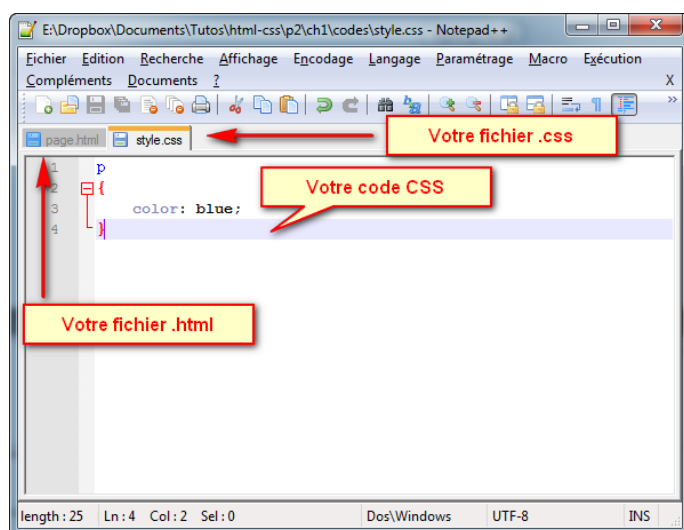 E:\Dropbox\Documents\Tutos\html-css\p2\ch1\codes\style.css - Notepad++
Fichier Edition Recherche Affichage Encodage Langage Paramétrage Macro Exécution
Compléments Documents ? X
page.html style.css
Votre fichier .css
1 p
2 {
Votre code CSS
3 color: blue;
4 }
Votre fichier .html
length : 25 Ln : 4 Col : 2 Sel : 0 Dos\Windows UTF-8 INS